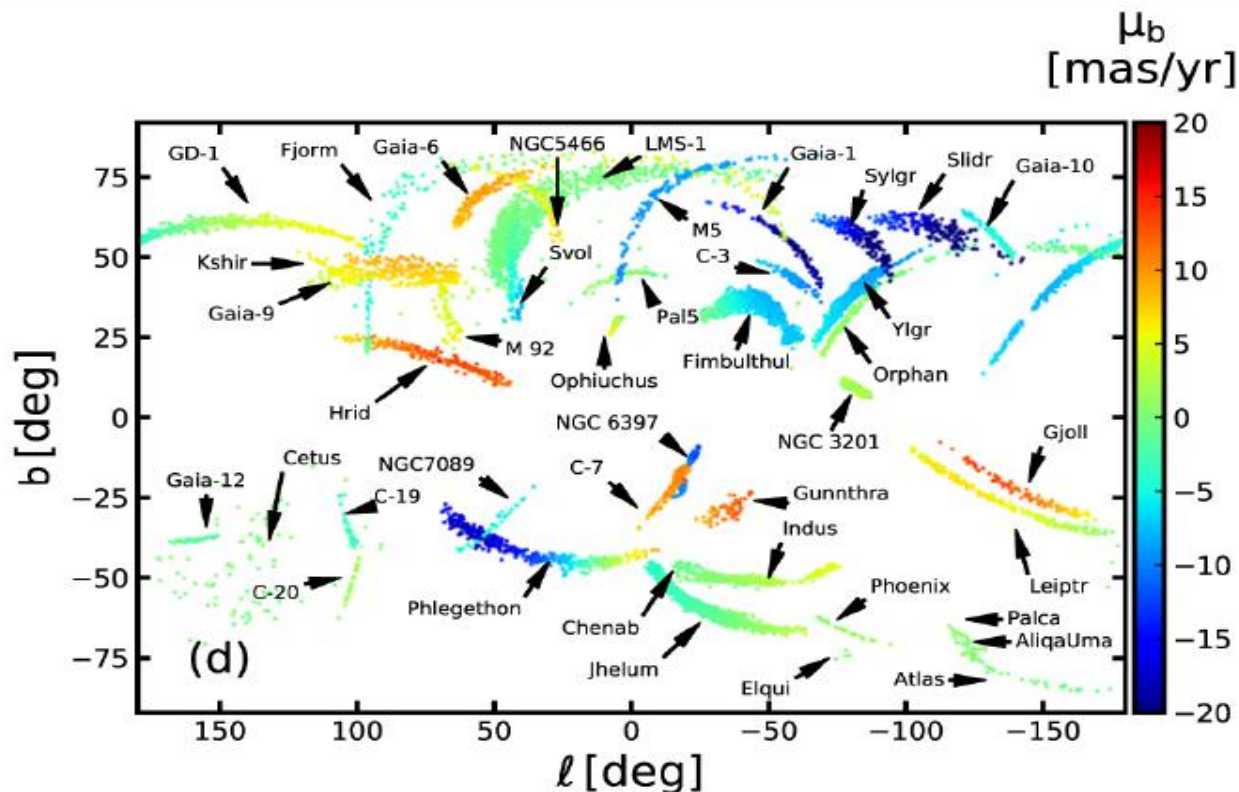 μ_b
[mas/yr]
GD-1
Fjorm
Gaia-6
NGC5466
LMS-1
Gaia-1
Sylgr
Slidr
Gaia-10
Kshir
Gaia-9
Svol
M5
C-3
M 92
Pal5
Ylgr
Fimbulthul
Orphan
Ophiuchus
Hrid
NGC 6397
NGC 3201
Gjoll
Cetus
NGC7089
C-7
Gaia-12
C-19
Gunnthra
Indus
C-20
Phlegethon
Phoenix
Leiptr
Chenab
Palca
AliqaUma
Jhelum
Elqui
Atlas
(d)
75
50
25
0
−25
−50
−75
b [deg]
150 100 50 0 −50 −100 −150
ℓ [deg]
20
15
10
5
0
−5
−10
−15
−20